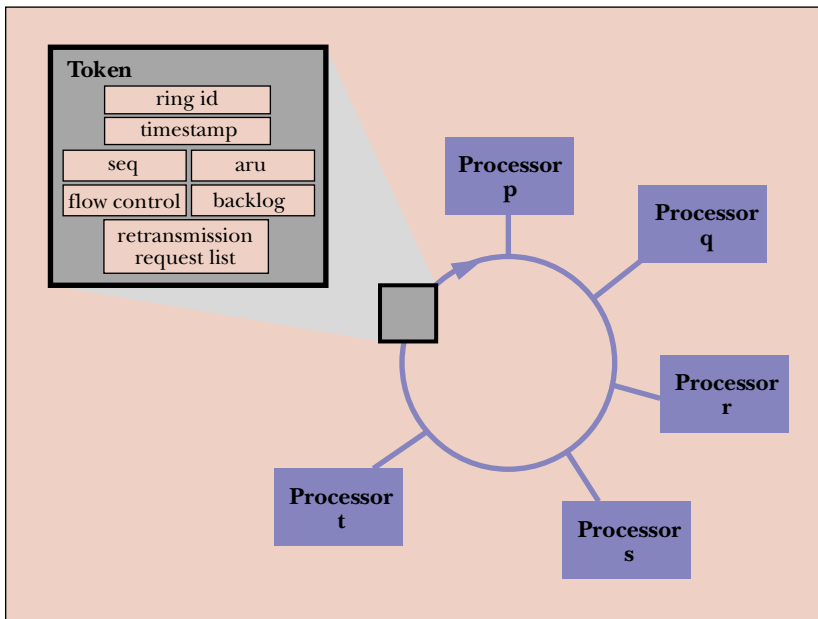 Token
ring id
timestamp
seq
aru
flow control
backlog
retransmission
request list
Processor
p
Processor
q
Processor
r
Processor
s
Processor
t